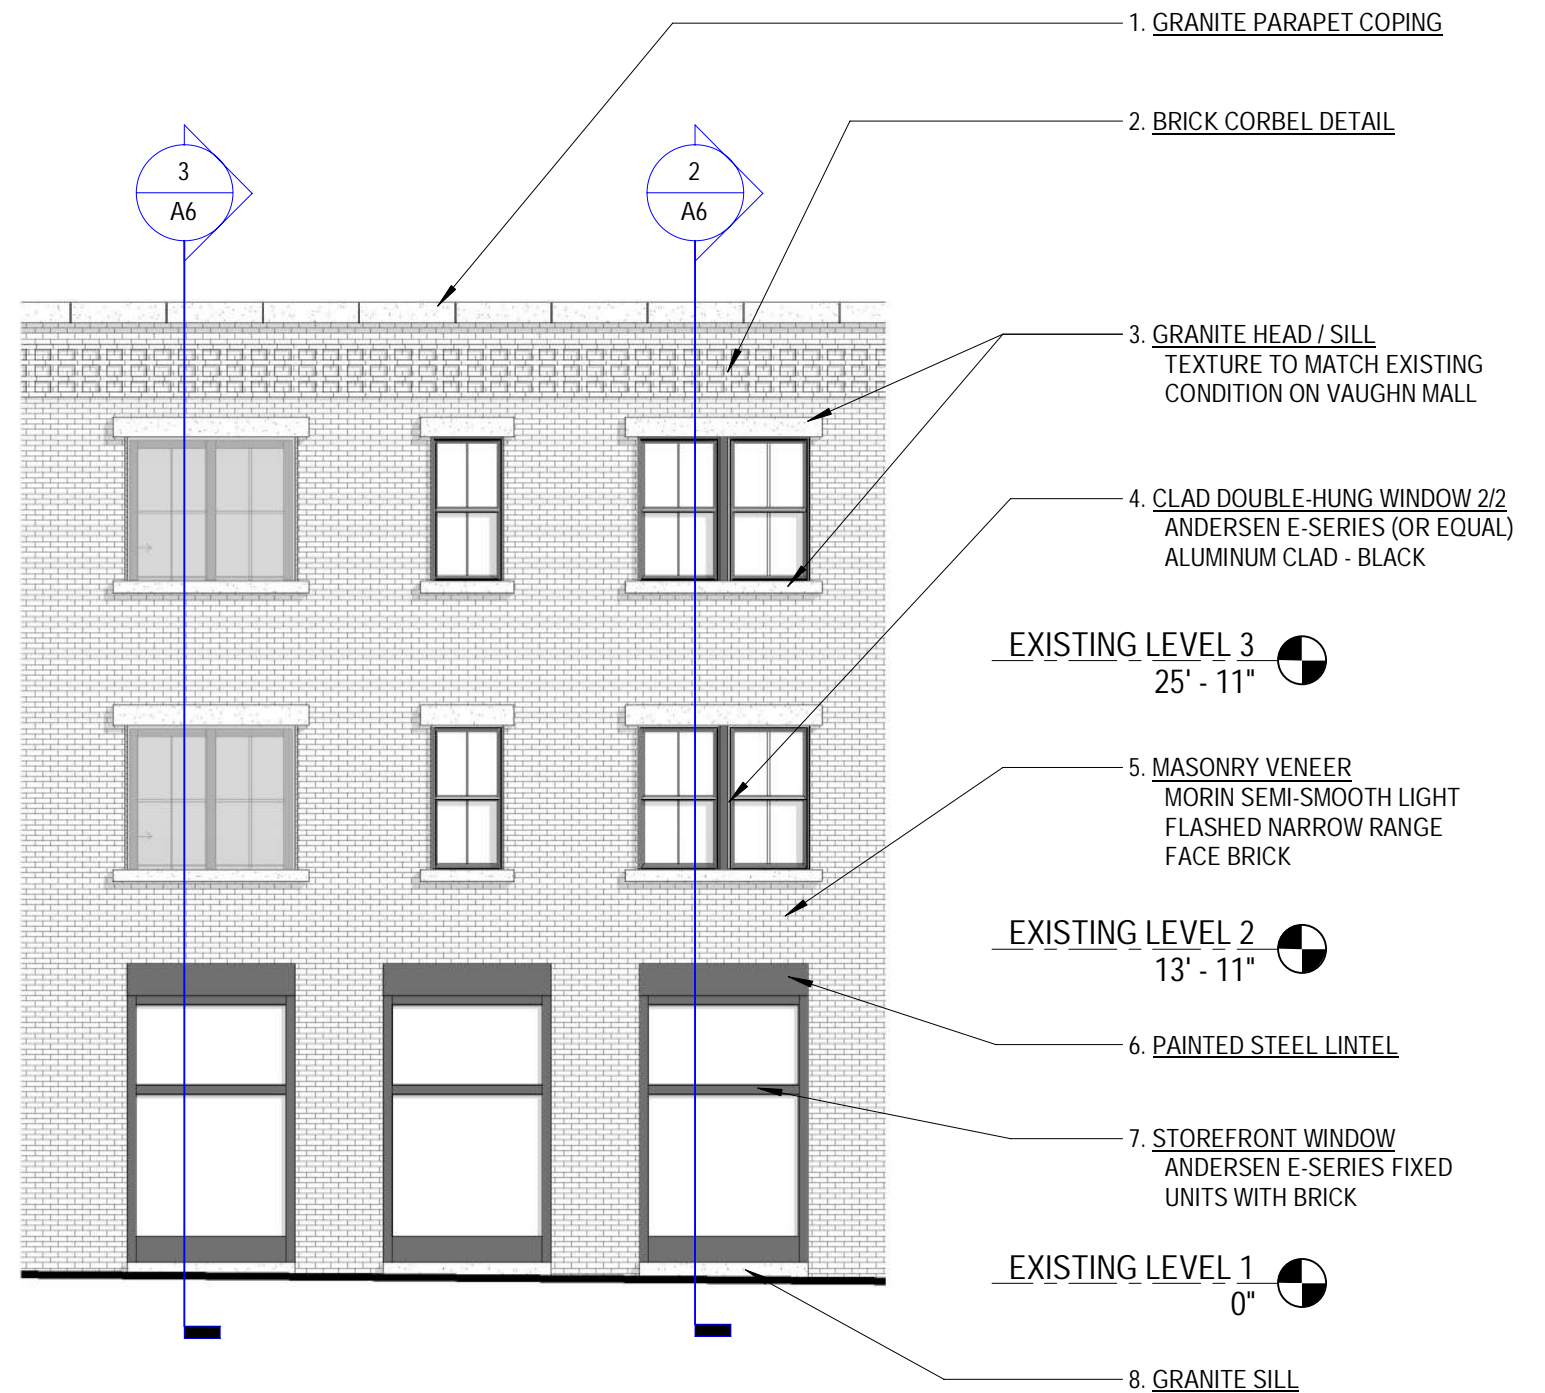 1. GRANITE PARAPET COPING
2. BRICK CORBEL DETAIL
3
A6
2
A6
3. GRANITE HEAD / SILL
TEXTURE TO MATCH EXISTING
CONDITION ON VAUGHN MALL
4. CLAD DOUBLE-HUNG WINDOW 2/2
ANDERSEN E-SERIES (OR EQUAL)
ALUMINUM CLAD - BLACK
EXISTING LEVEL 3
25' - 11"
5. MASONRY VENEER
MORIN SEMI-SMOOTH LIGHT
FLASHED NARROW RANGE
FACE BRICK
EXISTING LEVEL 2
13' - 11"
6. PAINTED STEEL LINTEL
7. STOREFRONT WINDOW
ANDERSEN E-SERIES FIXED
UNITS WITH BRICK
EXISTING LEVEL 1
0"
8. GRANITE SILL